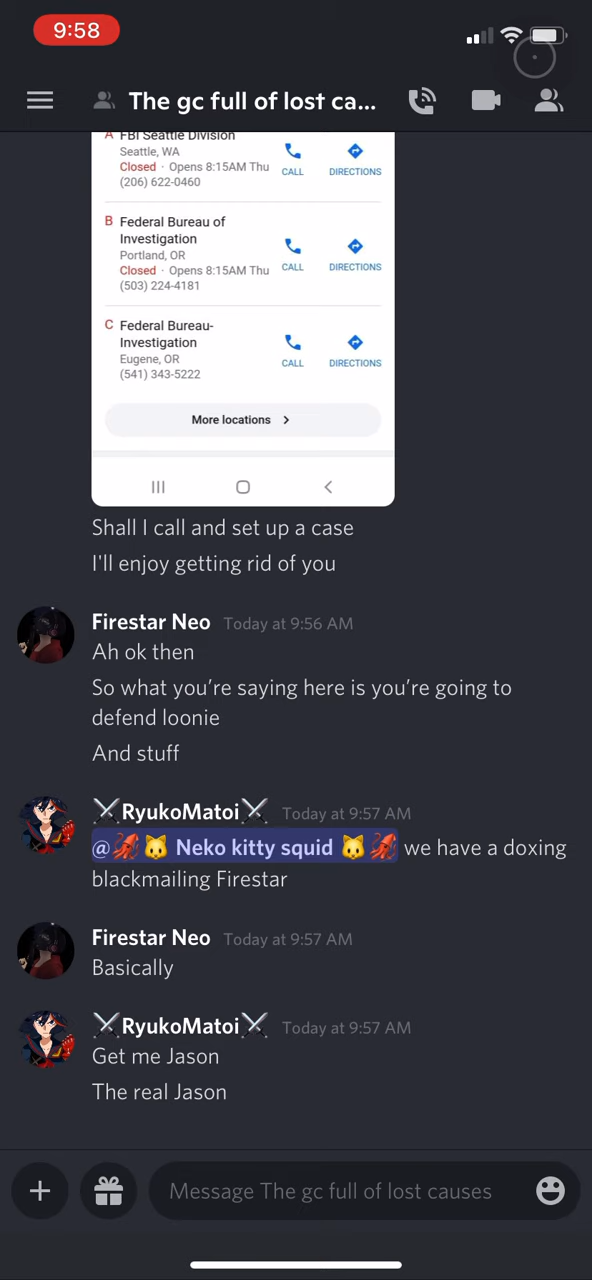 9:58
The gc full of lost ca...
A FBI Seattle Division
Seattle, WA
Closed · Opens 8:15AM Thu
(206) 622-0460
CALL
DIRECTIONS
B Federal Bureau of
Investigation
Portland, OR
Closed · Opens 8:15AM Thu
(503) 224-4181
CALL
DIRECTIONS
C Federal Bureau-
Investigation
Eugene, OR
(541) 343-5222
CALL
DIRECTIONS
More locations >
Shall I call and set up a case
I'll enjoy getting rid of you
Firestar Neo Today at 9:56 AM
Ah ok then
So what you’re saying here is you’re going to
defend loonie
And stuff
⚔RyukoMatoi⚔ Today at 9:57 AM
@🦑🐱 Neko kitty squid 🐱🦑 we have a doxing
blackmailing Firestar
Firestar Neo Today at 9:57 AM
Basically
⚔RyukoMatoi⚔ Today at 9:57 AM
Get me Jason
The real Jason
Message The gc full of lost causes